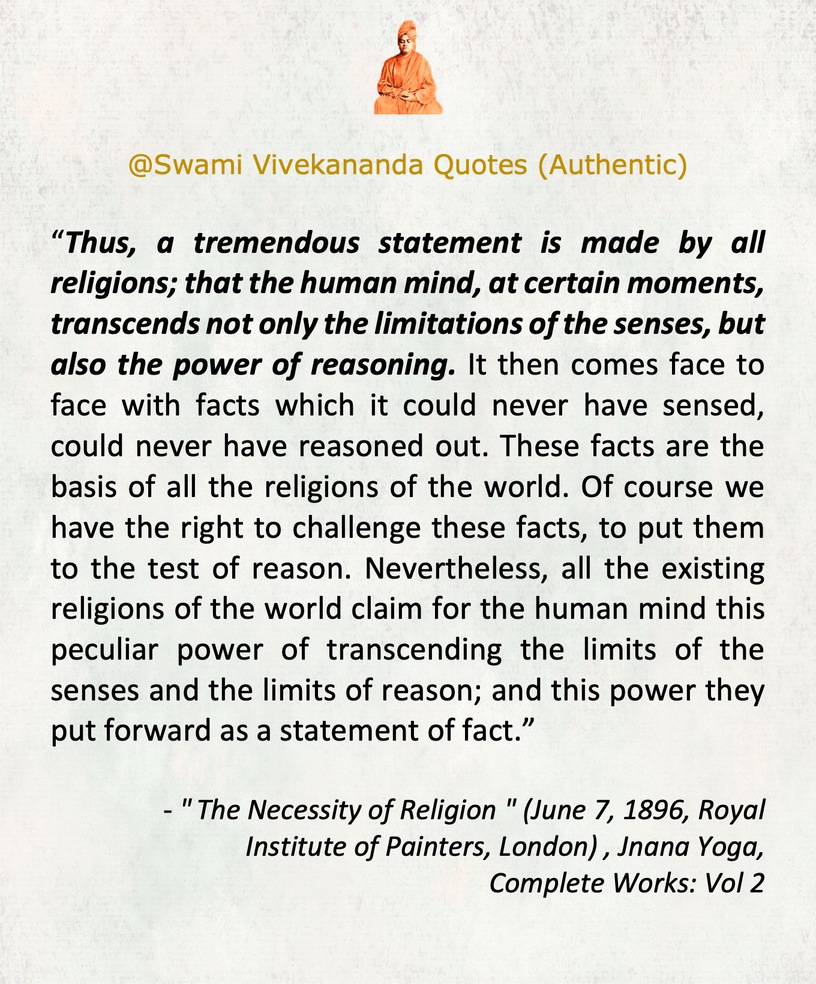 @Swami Vivekananda Quotes (Authentic)
“Thus, a tremendous statement is made by all
religions; that the human mind, at certain moments,
transcends not only the limitations of the senses, but
also the power of reasoning. It then comes face to
face with facts which it could never have sensed,
could never have reasoned out. These facts are the
basis of all the religions of the world. Of course we
have the right to challenge these facts, to put them
to the test of reason. Nevertheless, all the existing
religions of the world claim for the human mind this
peculiar power of transcending the limits of the
senses and the limits of reason; and this power they
put forward as a statement of fact.”
- " The Necessity of Religion " (June 7, 1896, Royal
Institute of Painters, London) , Jnana Yoga,
Complete Works: Vol 2